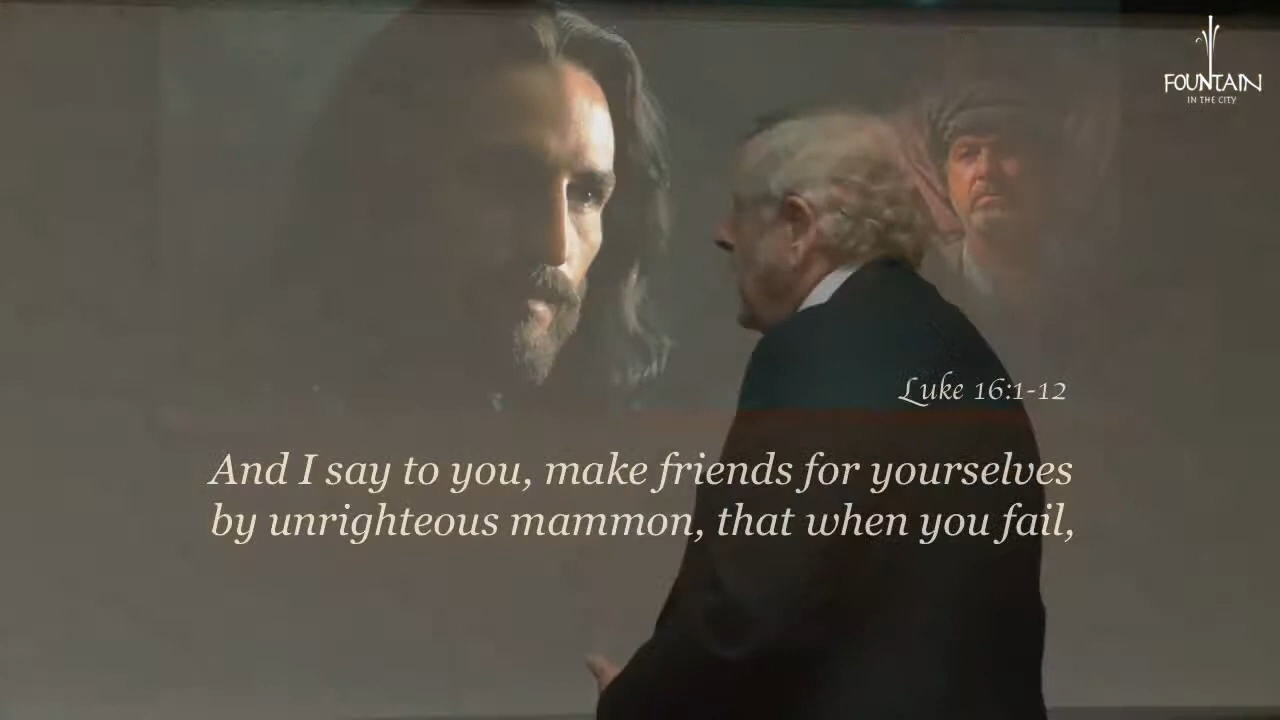 FOUNTAIN
IN THE CITY
Luke 16:1-12
And I say to you, make friends for yourselves
by unrighteous mammon, that when you fail,